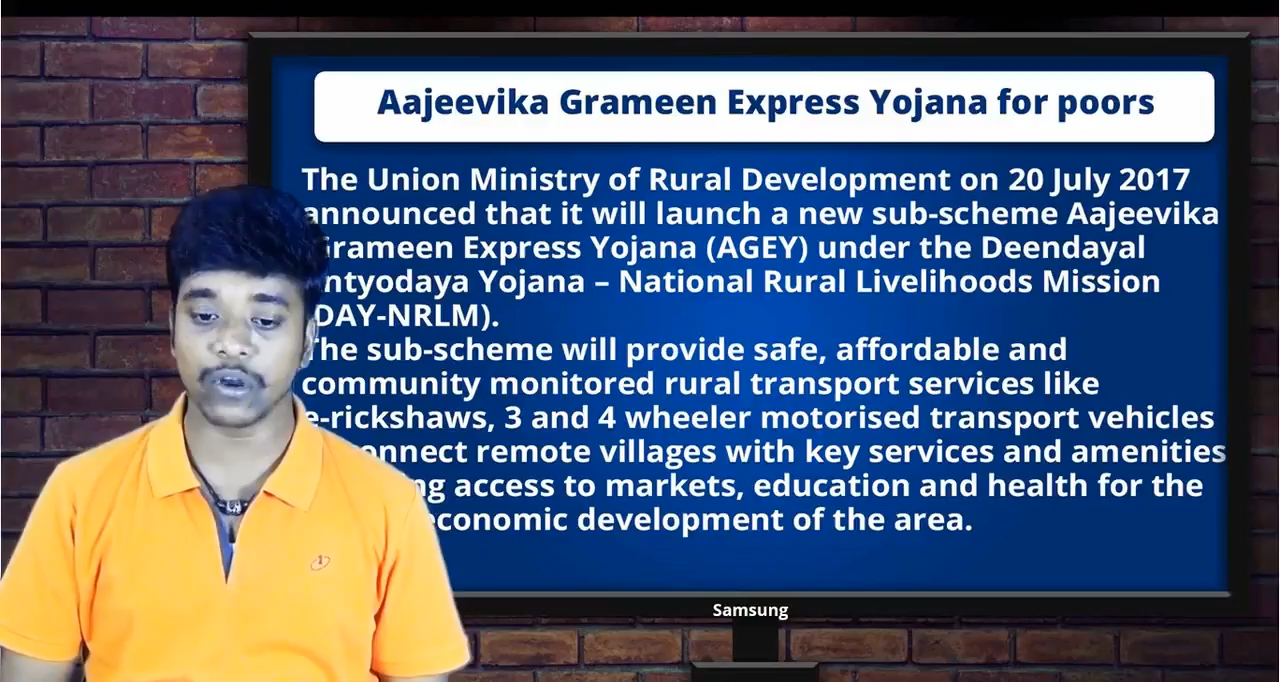 Aajeevika Grameen Express Yojana for poors
The Union Ministry of Rural Development on 20 July 2017
announced that it will launch a new sub-scheme Aajeevika
Grameen Express Yojana (AGEY) under the Deendayal
Antyodaya Yojana – National Rural Livelihoods Mission
(DAY-NRLM).
The sub-scheme will provide safe, affordable and
community monitored rural transport services like
e-rickshaws, 3 and 4 wheeler motorised transport vehicles
connect remote villages with key services and amenities
access to markets, education and health for the
economic development of the area.
Samsung